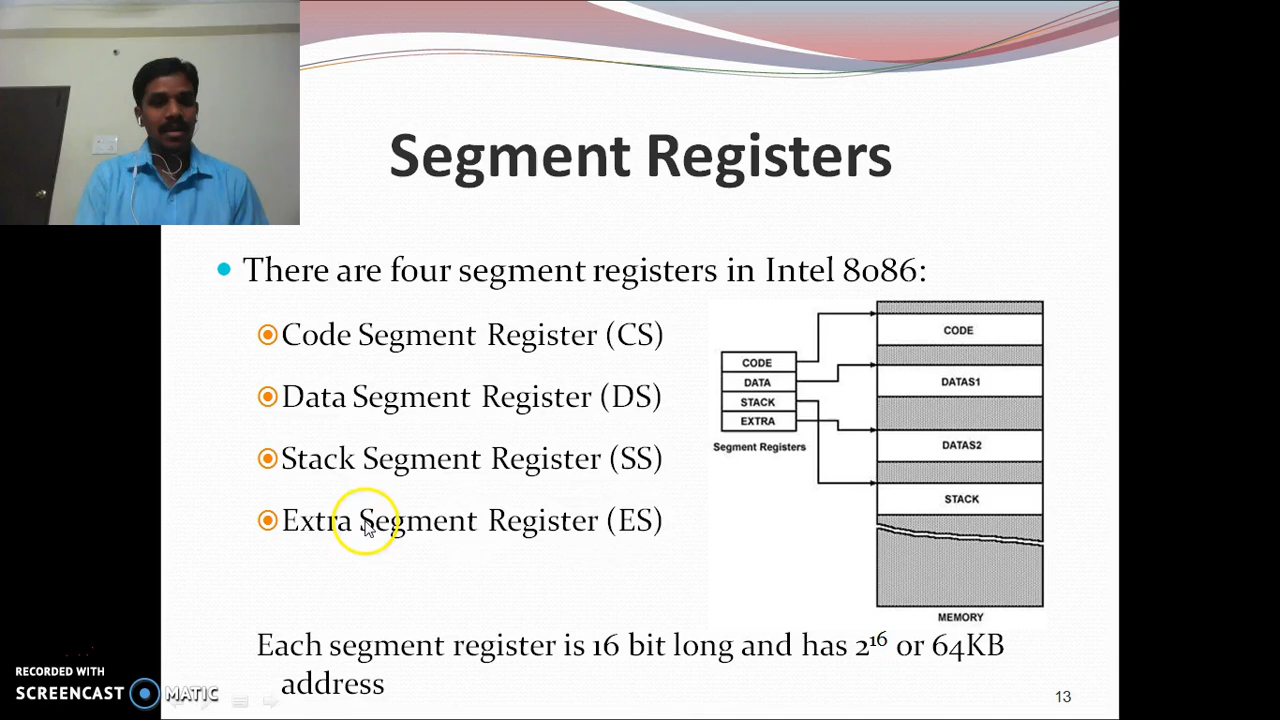 Segment Registers
There are four segment registers in Intel 8086:
Code Segment Register (CS)
Data Segment Register (DS)
Stack Segment Register (SS)
Extra Segment Register (ES)
CODE
DATA
STACK
EXTRA
Segment Registers
CODE
DATAS1
DATAS2
STACK
MEMORY
Each segment register is 16 bit long and has 2¹⁶ or 64KB
address
13
RECORDED WITH
SCREENCAST MATIC